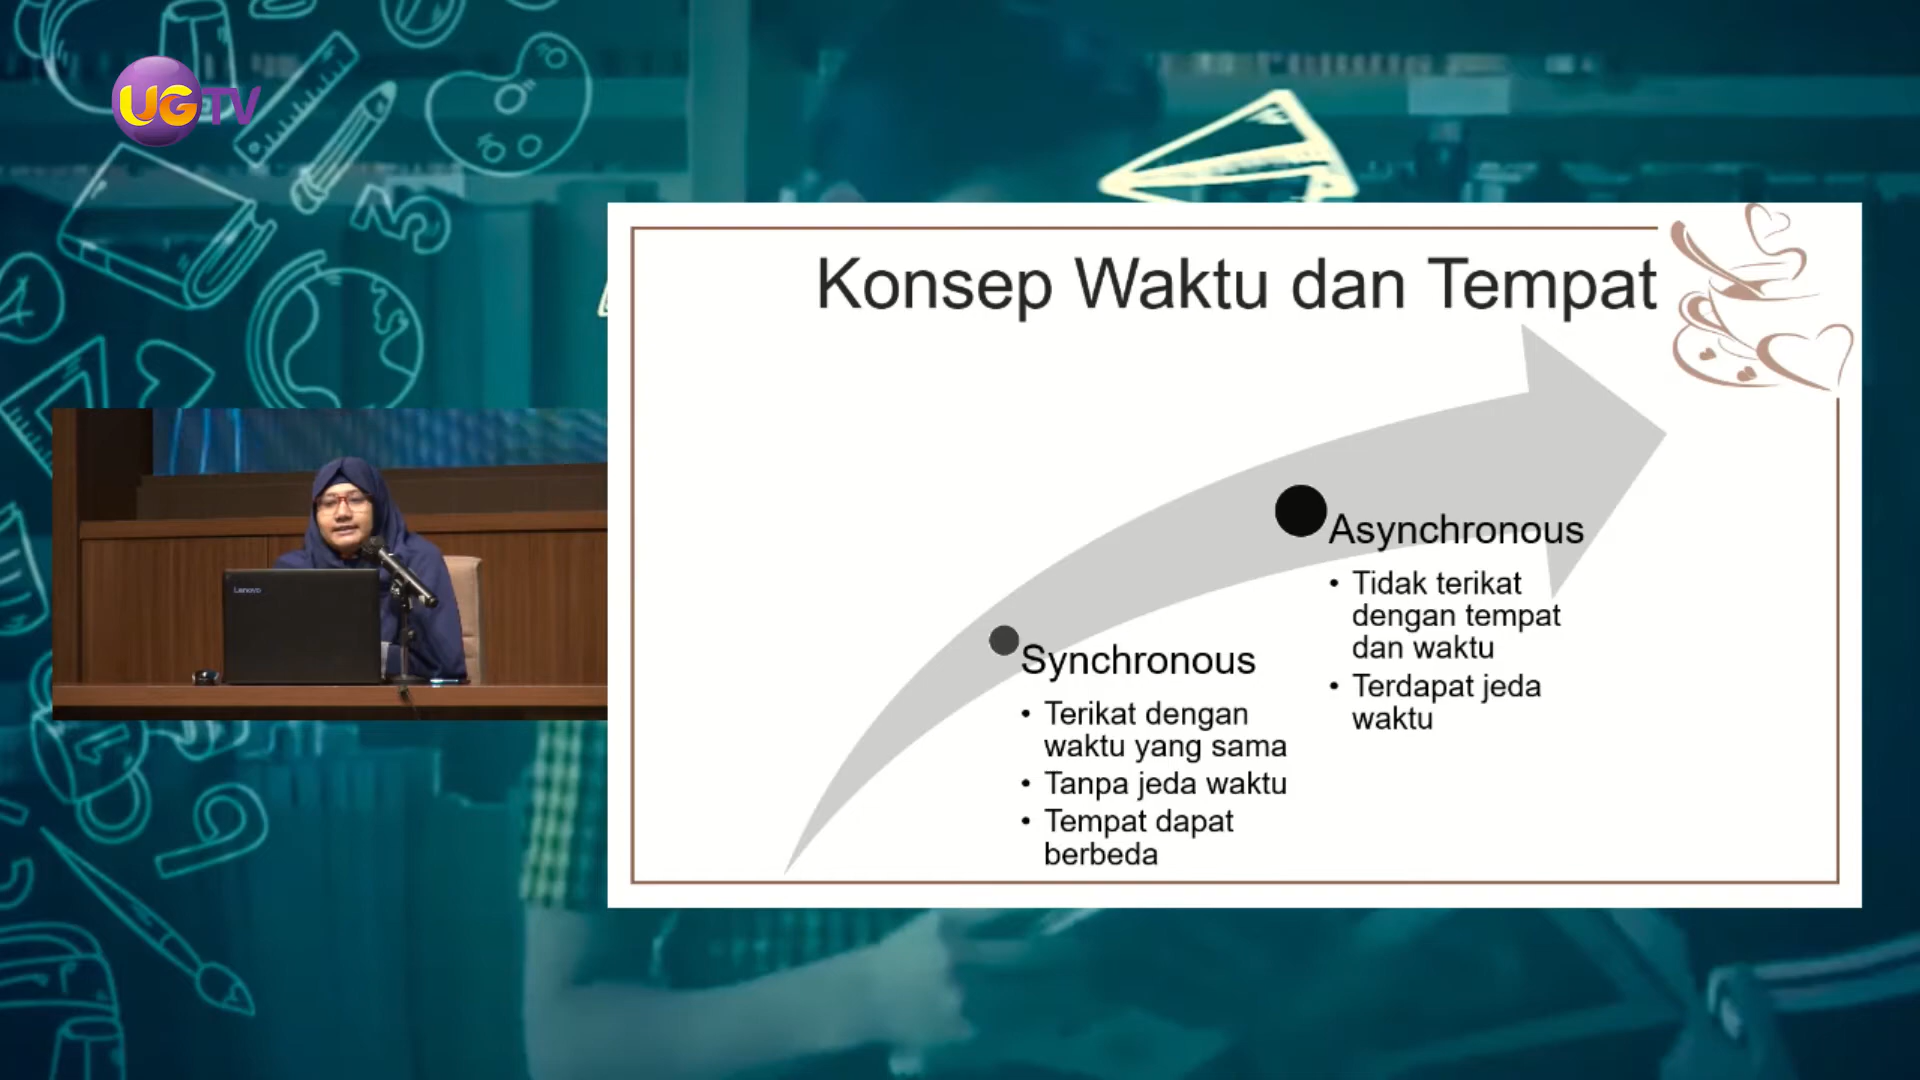 UGTV
Konsep Waktu dan Tempat
Asynchronous
• Tidak terikat
dengan tempat
dan waktu
• Terdapat jeda
waktu
Synchronous
• Terikat dengan
waktu yang sama
• Tanpa jeda waktu
• Tempat dapat
berbeda
Lenovo